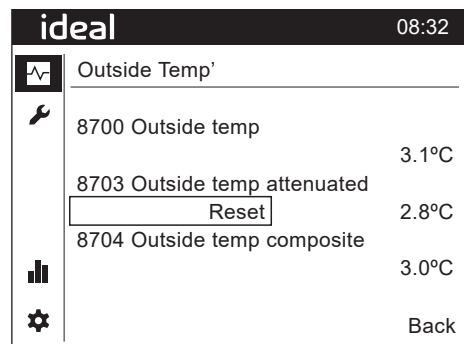 ideal 08:32
Outside Temp’
8700 Outside temp
3.1ºC
8703 Outside temp attenuated
Reset 2.8ºC
8704 Outside temp composite
3.0ºC
Back